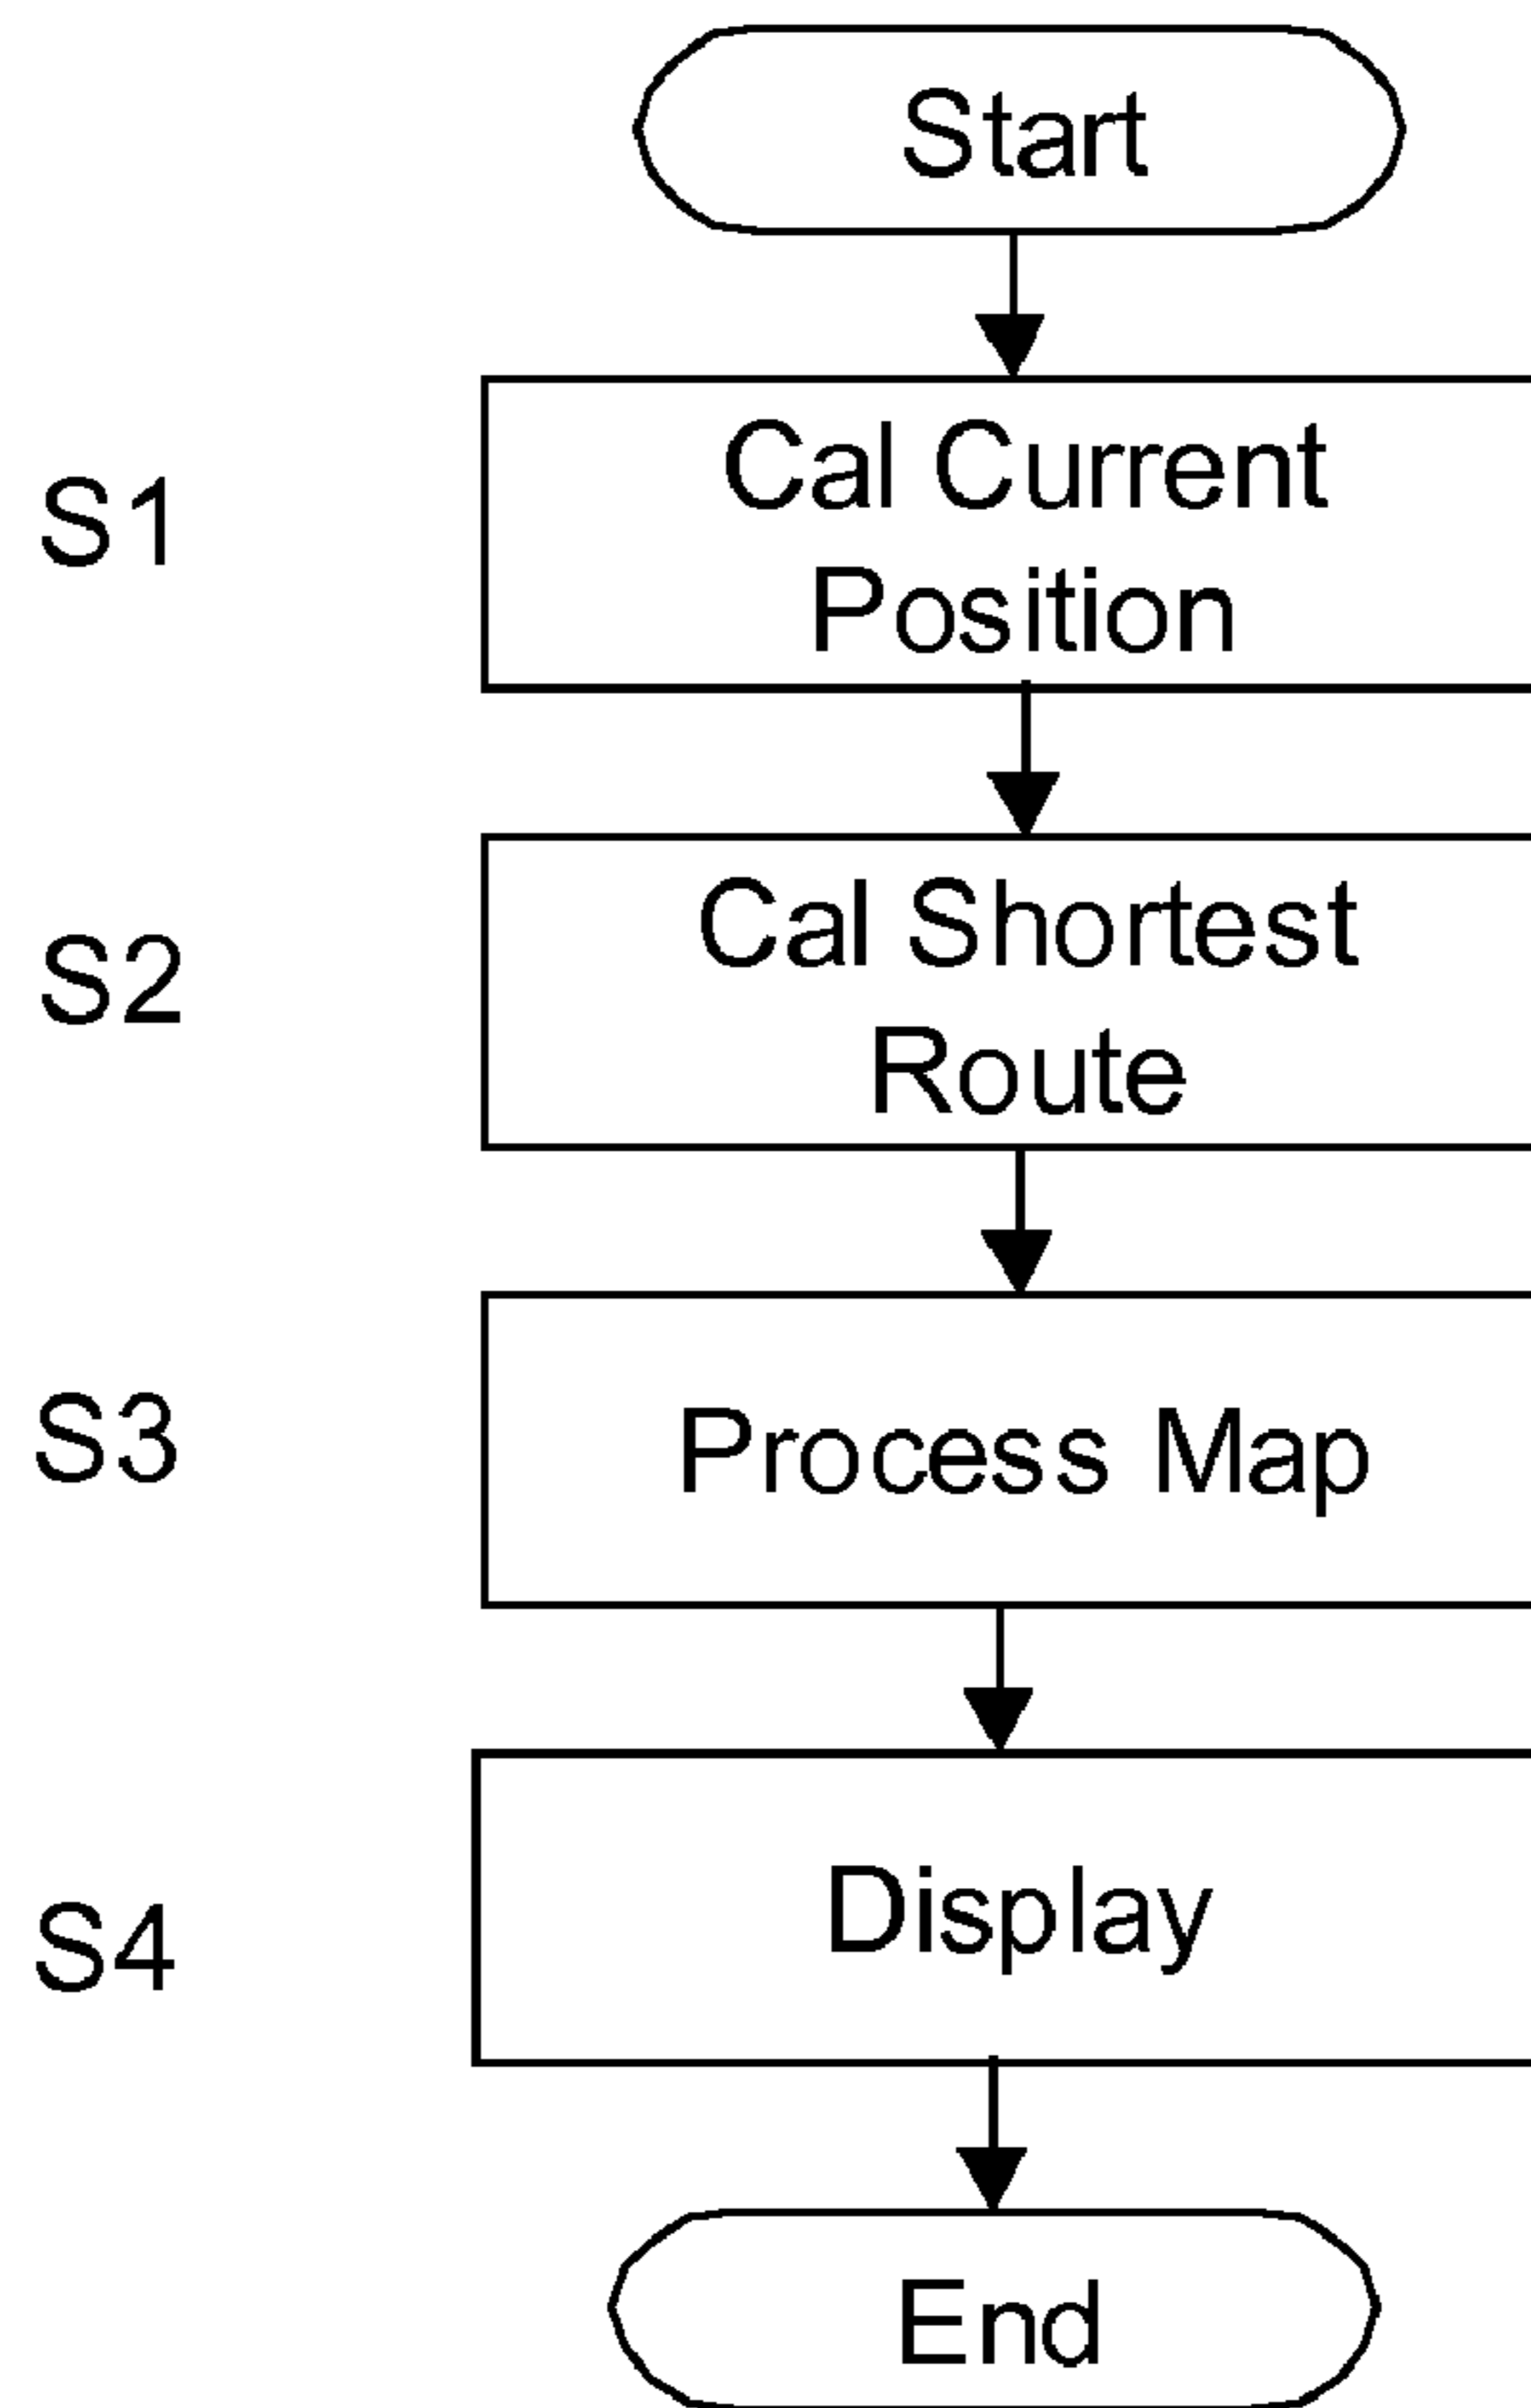 Start
S1
Cal Current
Position
S2
Cal Shortest
Route
S3
Process Map
S4
Display
End